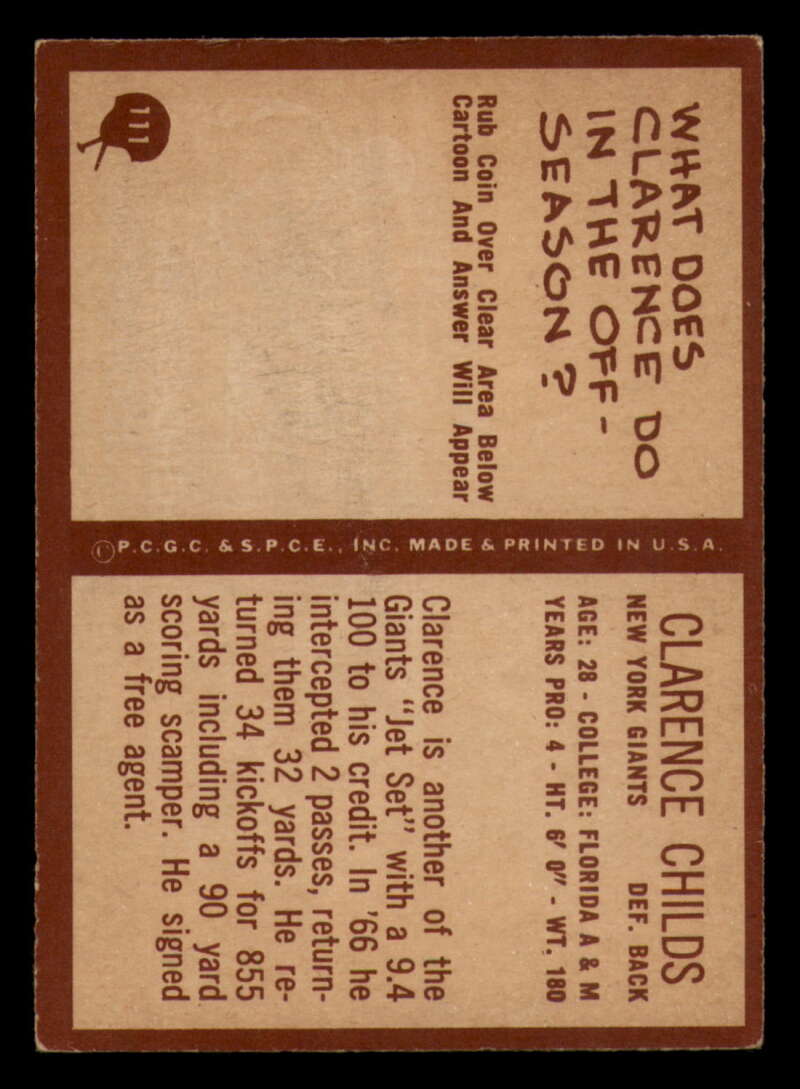 WHAT DOES
CLARENCE DO
IN THE OFF-
SEASON?
Rub Coin Over Clear Area Below
Cartoon And Answer Will Appear
111
©P.C.G.C. & S.P.C.E., INC. MADE & PRINTED IN U.S.A.
CLARENCE CHILDS
NEW YORK GIANTS DEF. BACK
AGE: 28 - COLLEGE: FLORIDA A & M
YEARS PRO: 4 - HT. 6' 0" - WT. 180
Clarence is another of the
Giants "Jet Set" with a 9.4
100 to his credit. In '66 he
intercepted 2 passes, return-
ing them 32 yards. He re-
turned 34 kickoffs for 855
yards including a 90 yard
scoring scamper. He signed
as a free agent.